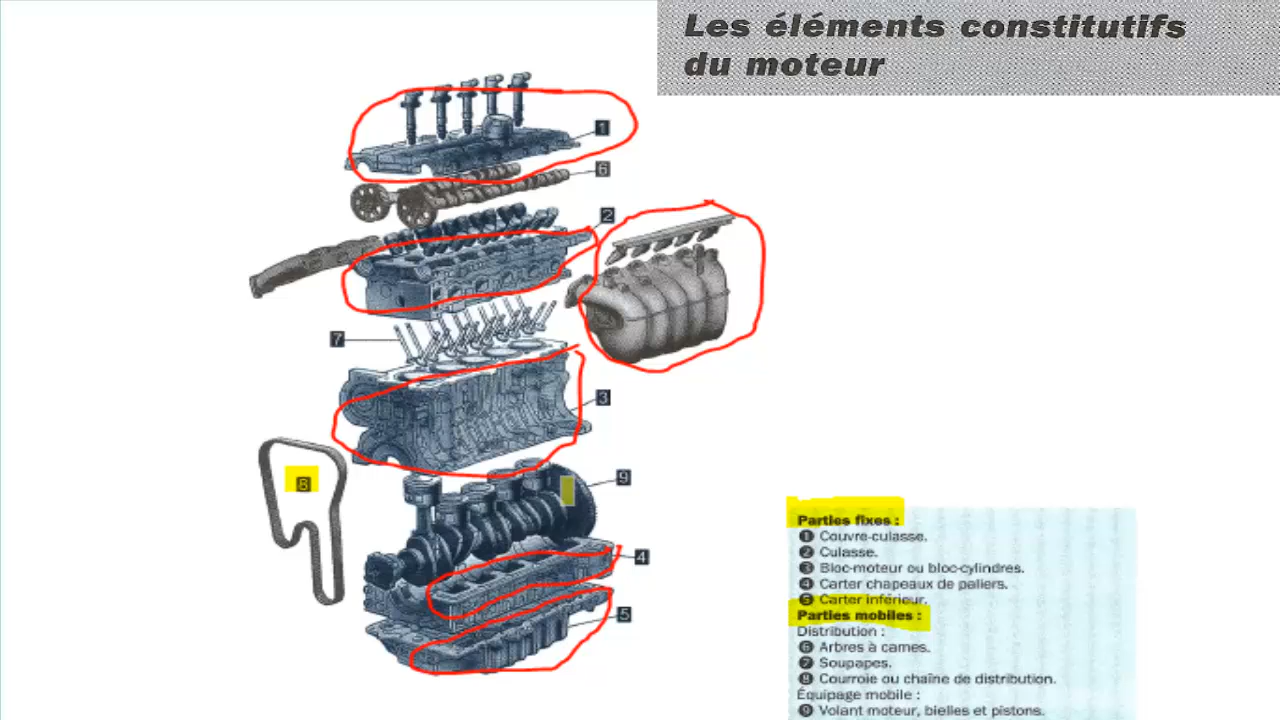 Les éléments constitutifs
du moteur
1
6
2
7
3
8
9
4
5
Parties fixes :
❶ Couvre-culasse.
❷ Culasse.
❸ Bloc-moteur ou bloc-cylindres.
❹ Carter chapeaux de paliers.
❺ Carter inférieur.
Parties mobiles :
Distribution :
❻ Arbres à cames.
❼ Soupapes.
❽ Courroie ou chaîne de distribution.
Équipage mobile :
❾ Volant moteur, bielles et pistons.